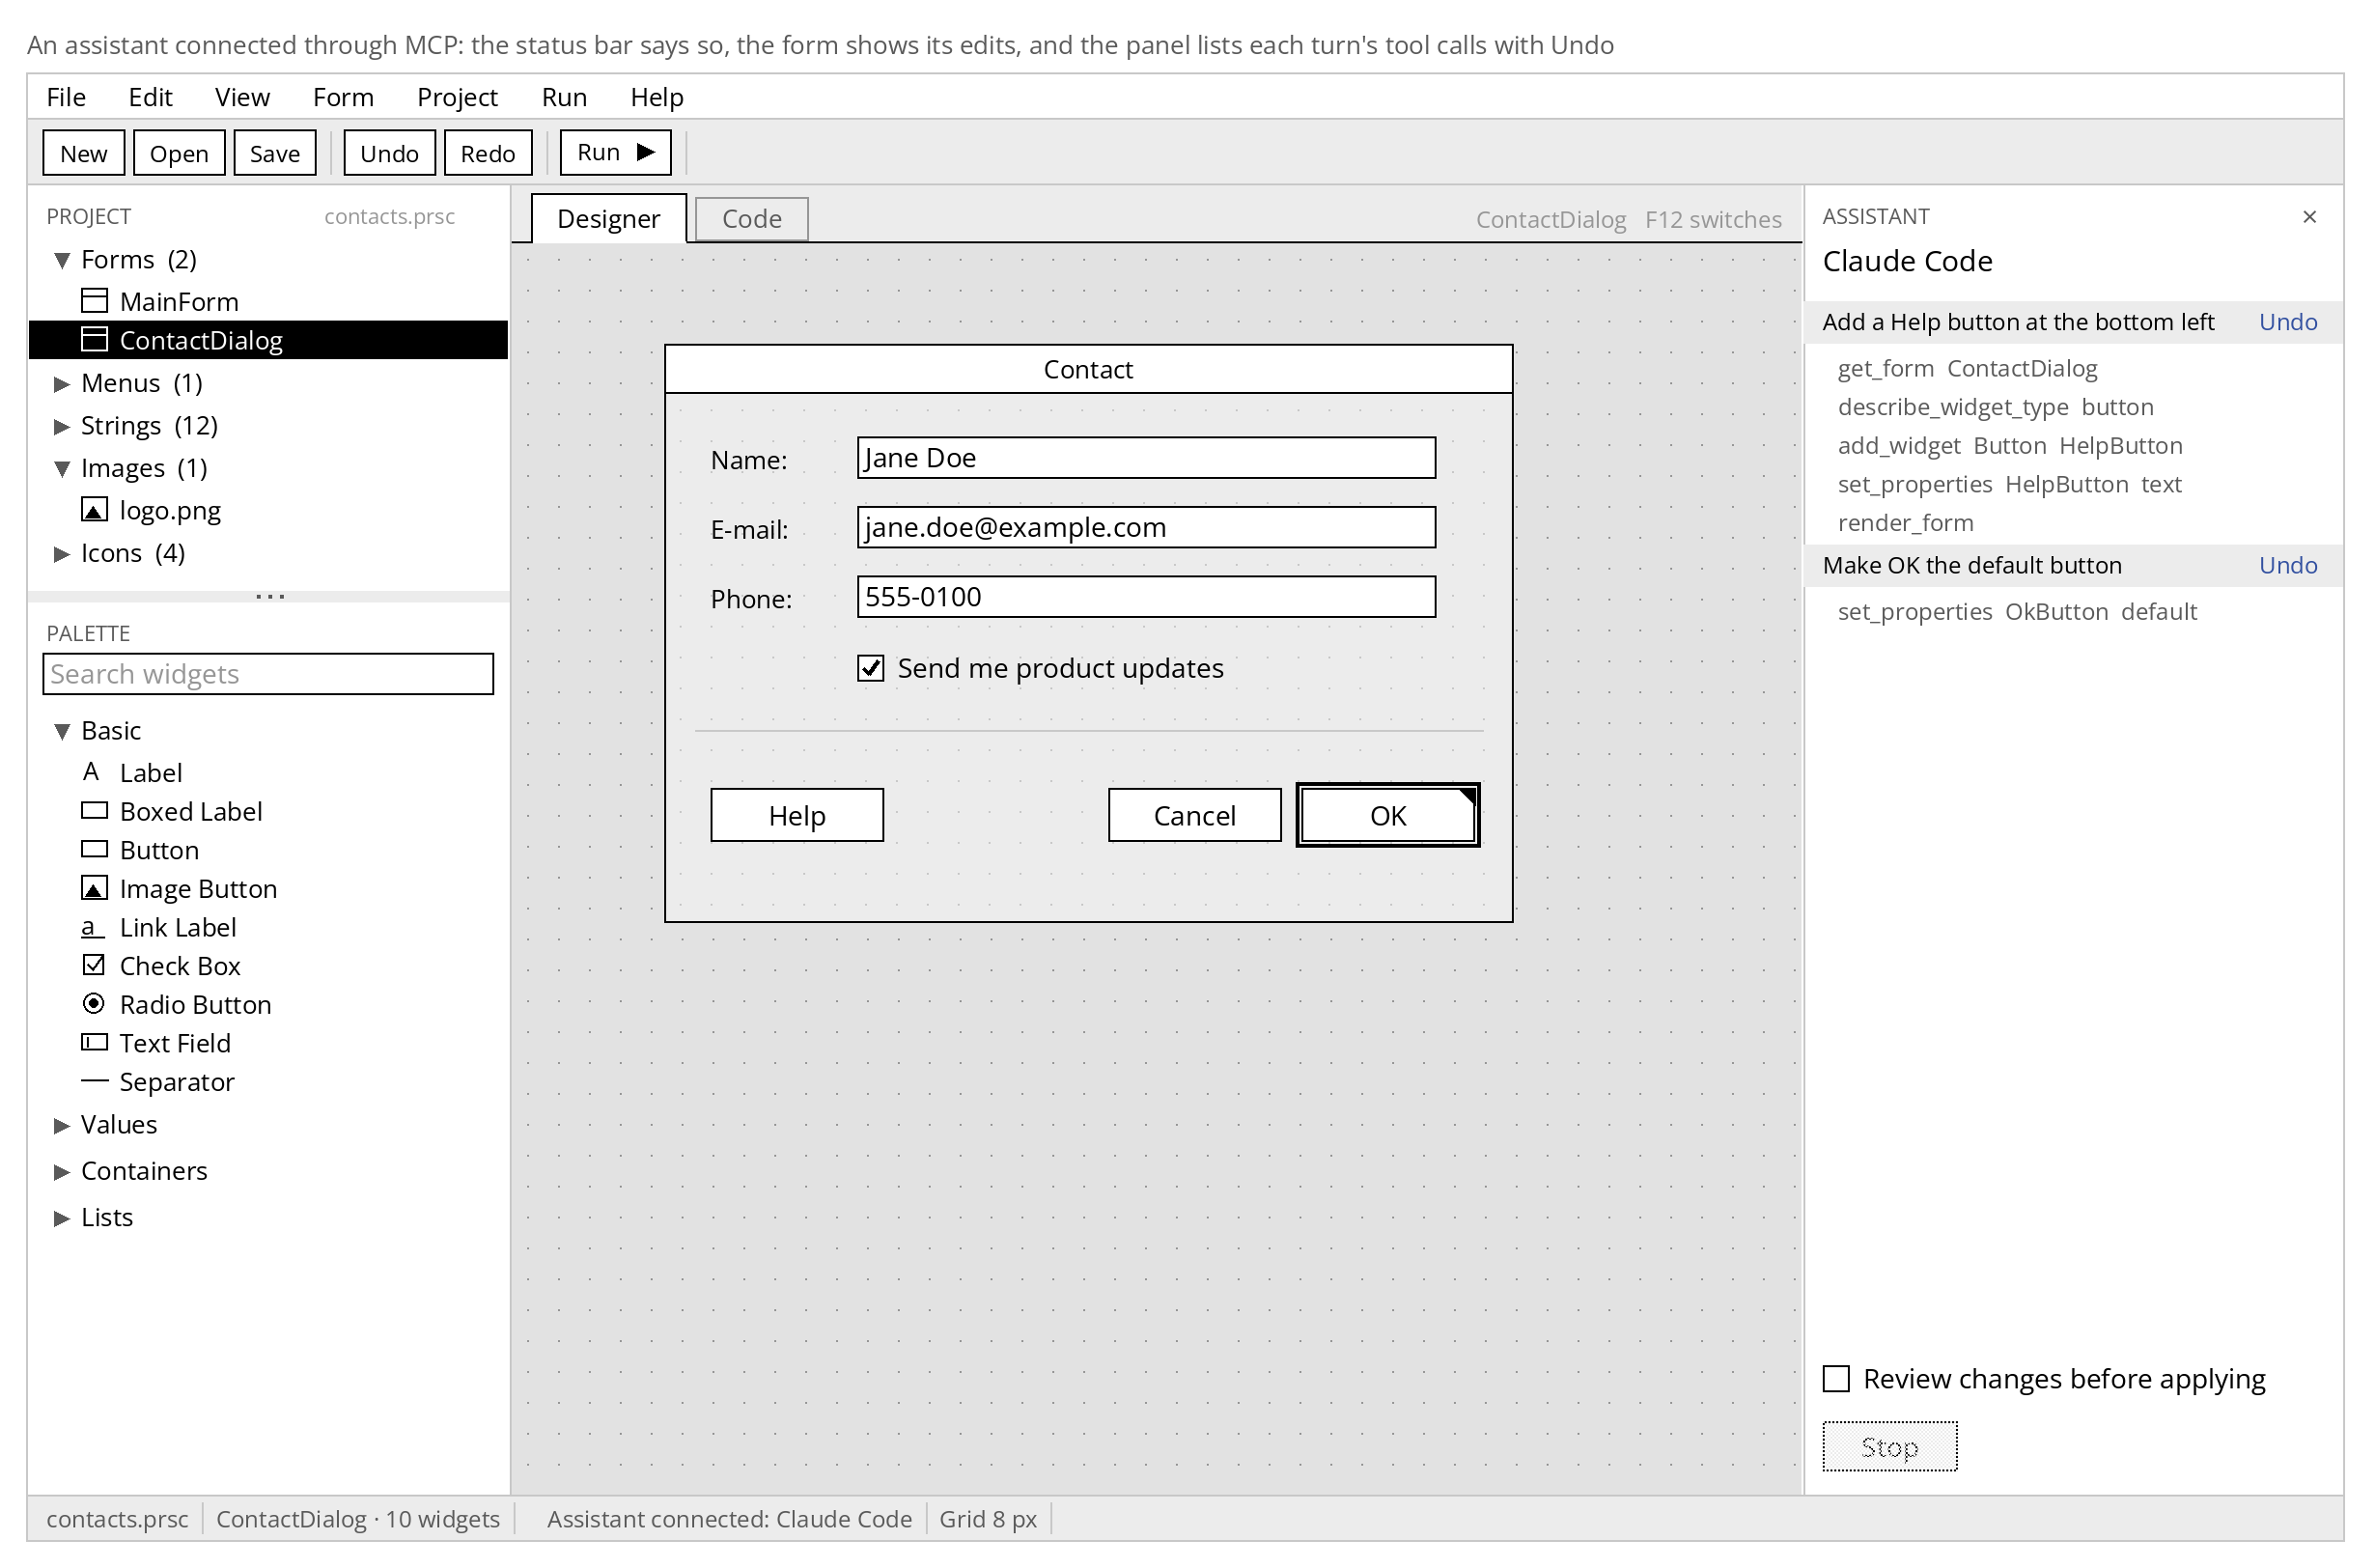 An assistant connected through MCP: the status bar says so, the form shows its edits, and the panel lists each turn's tool calls with Undo
File Edit View Form Project Run Help
New Open Save Undo Redo Run
PROJECT contacts.prsc
Forms (2)
MainForm
ContactDialog
Menus (1)
Strings (12)
Images (1)
logo.png
Icons (4)
PALETTE
Search widgets
Basic
A Label
Boxed Label
Button
Image Button
a Link Label
Check Box
Radio Button
Text Field
Separator
Values
Containers
Lists
Designer Code ContactDialog F12 switches
Contact
Name: Jane Doe
E-mail: jane.doe@example.com
Phone: 555-0100
Send me product updates
Help Cancel OK
ASSISTANT ×
Claude Code
Add a Help button at the bottom left Undo
get_form ContactDialog
describe_widget_type button
add_widget Button HelpButton
set_properties HelpButton text
render_form
Make OK the default button Undo
set_properties OkButton default
Review changes before applying
Stop
contacts.prsc ContactDialog · 10 widgets Assistant connected: Claude Code Grid 8 px